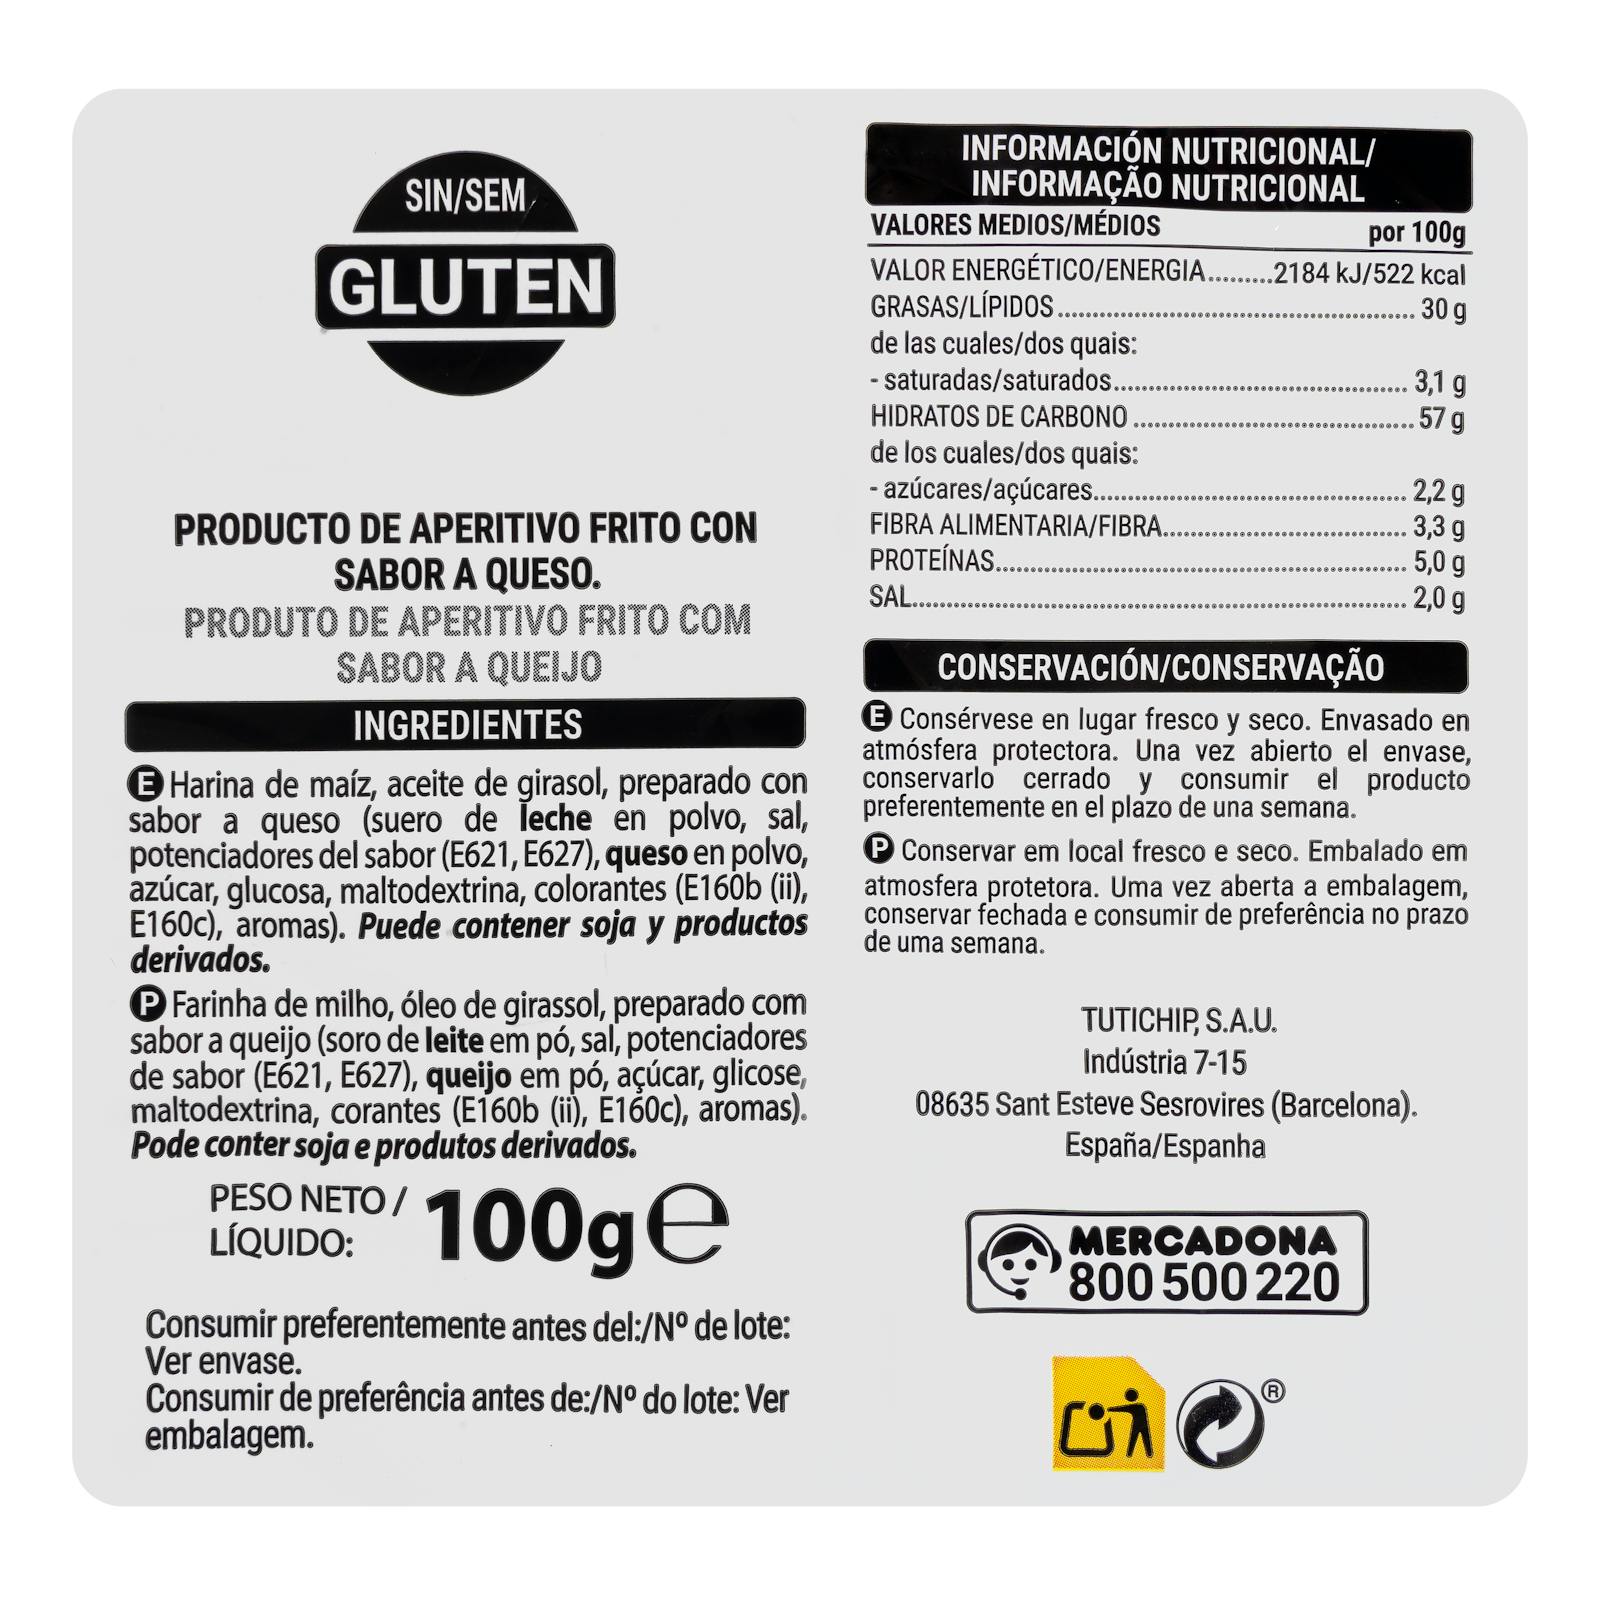 SIN/SEM
GLUTEN
PRODUCTO DE APERITIVO FRITO CON
SABOR A QUESO.
PRODUTO DE APERITIVO FRITO COM
SABOR A QUEIJO
INGREDIENTES
E Harina de maíz, aceite de girasol, preparado con
sabor a queso (suero de leche en polvo, sal,
potenciadores del sabor (E621, E627), queso en polvo,
azúcar, glucosa, maltodextrina, colorantes (E160b (ii),
E160c), aromas). Puede contener soja y productos
derivados.
P Farinha de milho, óleo de girassol, preparado com
sabor a queijo (soro de leite em pó, sal, potenciadores
de sabor (E621, E627), queijo em pó, açúcar, glicose,
maltodextrina, corantes (E160b (ii), E160c), aromas).
Pode conter soja e produtos derivados.
PESO NETO /
LÍQUIDO:
100g e
Consumir preferentemente antes del:/Nº de lote:
Ver envase.
Consumir de preferência antes de:/Nº do lote: Ver
embalagem.
INFORMACIÓN NUTRICIONAL/
INFORMAÇÃO NUTRICIONAL
VALORES MEDIOS/MÉDIOS por 100g
VALOR ENERGÉTICO/ENERGIA.........2184 kJ/522 kcal
GRASAS/LÍPIDOS ............ 30 g
de las cuales/dos quais:
- saturadas/saturados............ 3,1 g
HIDRATOS DE CARBONO ............ 57 g
de los cuales/dos quais:
- azúcares/açúcares............ 2,2 g
FIBRA ALIMENTARIA/FIBRA............ 3,3 g
PROTEÍNAS............ 5,0 g
SAL............ 2,0 g
CONSERVACIÓN/CONSERVAÇÃO
E Consérvese en lugar fresco y seco. Envasado en
atmósfera protectora. Una vez abierto el envase,
conservarlo cerrado y consumir el producto
preferentemente en el plazo de una semana.
P Conservar em local fresco e seco. Embalado em
atmosfera protetora. Uma vez aberta a embalagem,
conservar fechada e consumir de preferência no prazo
de uma semana.
TUTICHIP, S.A.U.
Indústria 7-15
08635 Sant Esteve Sesrovires (Barcelona).
España/Espanha
MERCADONA
800 500 220
®